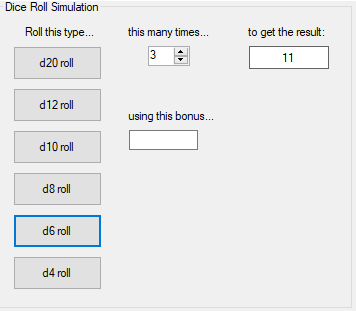 Dice Roll Simulation
Roll this type...
this many times...
to get the result:
d20 roll
3
11
d12 roll
using this bonus...
d10 roll
d8 roll
d6 roll
d4 roll